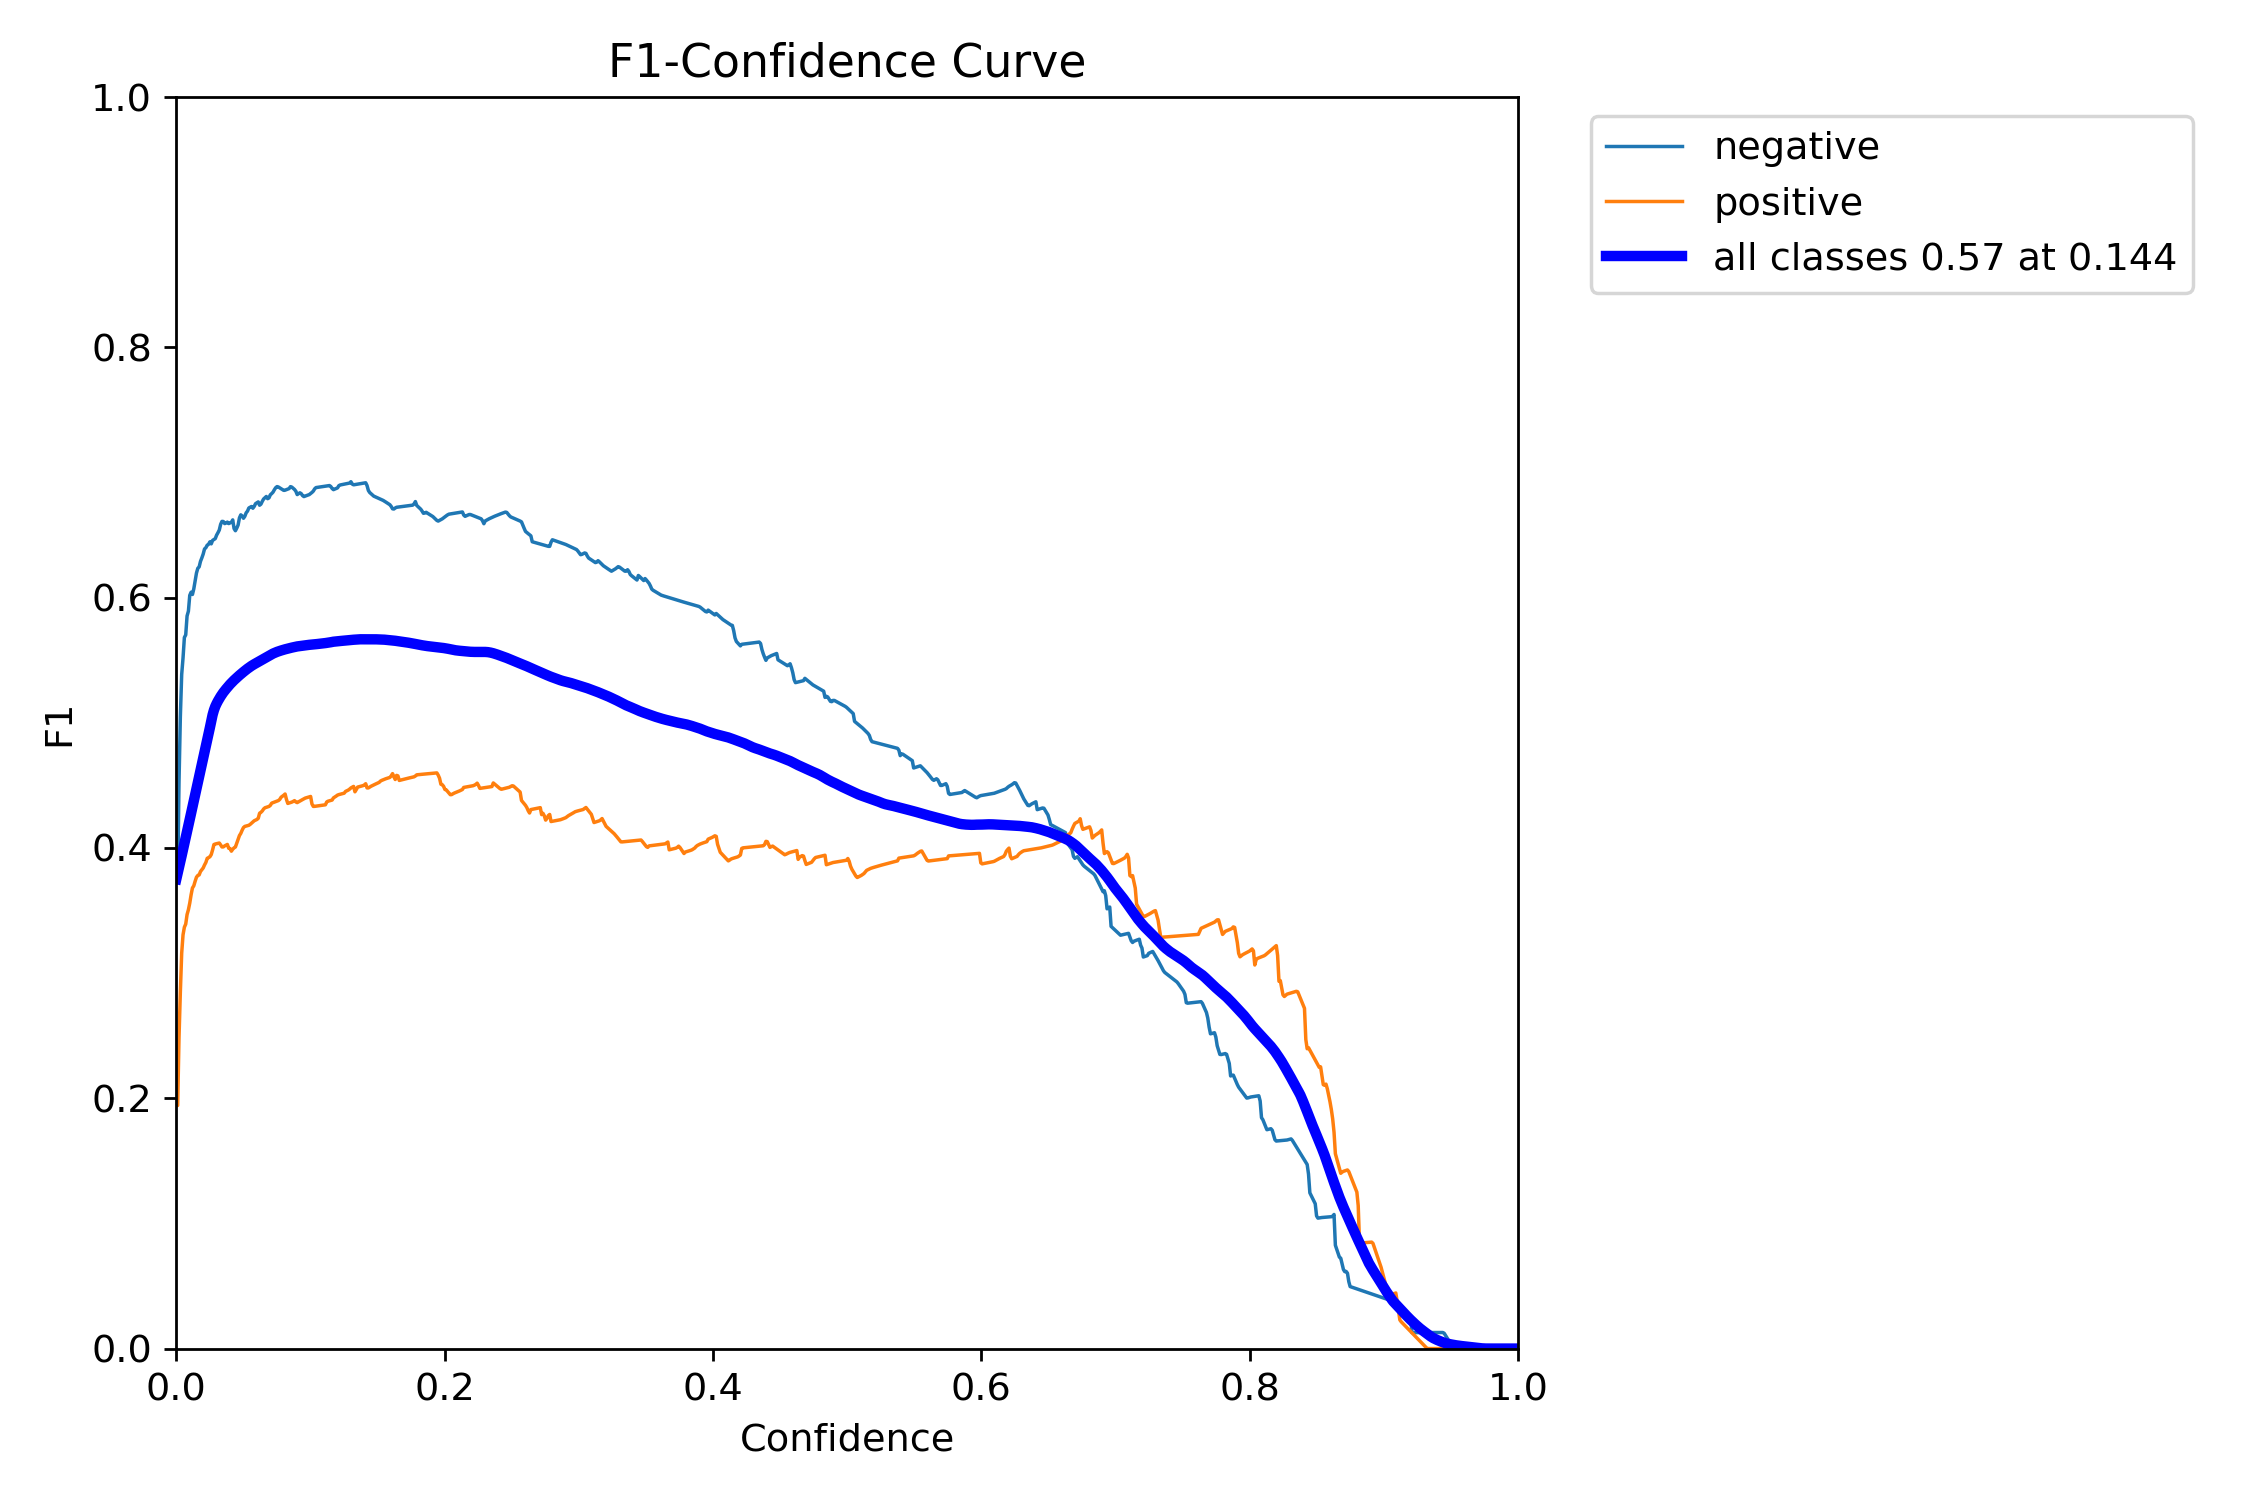 F1-Confidence Curve
1.0
0.8
0.6
0.4
0.2
0.0
F1
0.0 0.2 0.4 0.6 0.8 1.0
Confidence
negative
positive
all classes 0.57 at 0.144